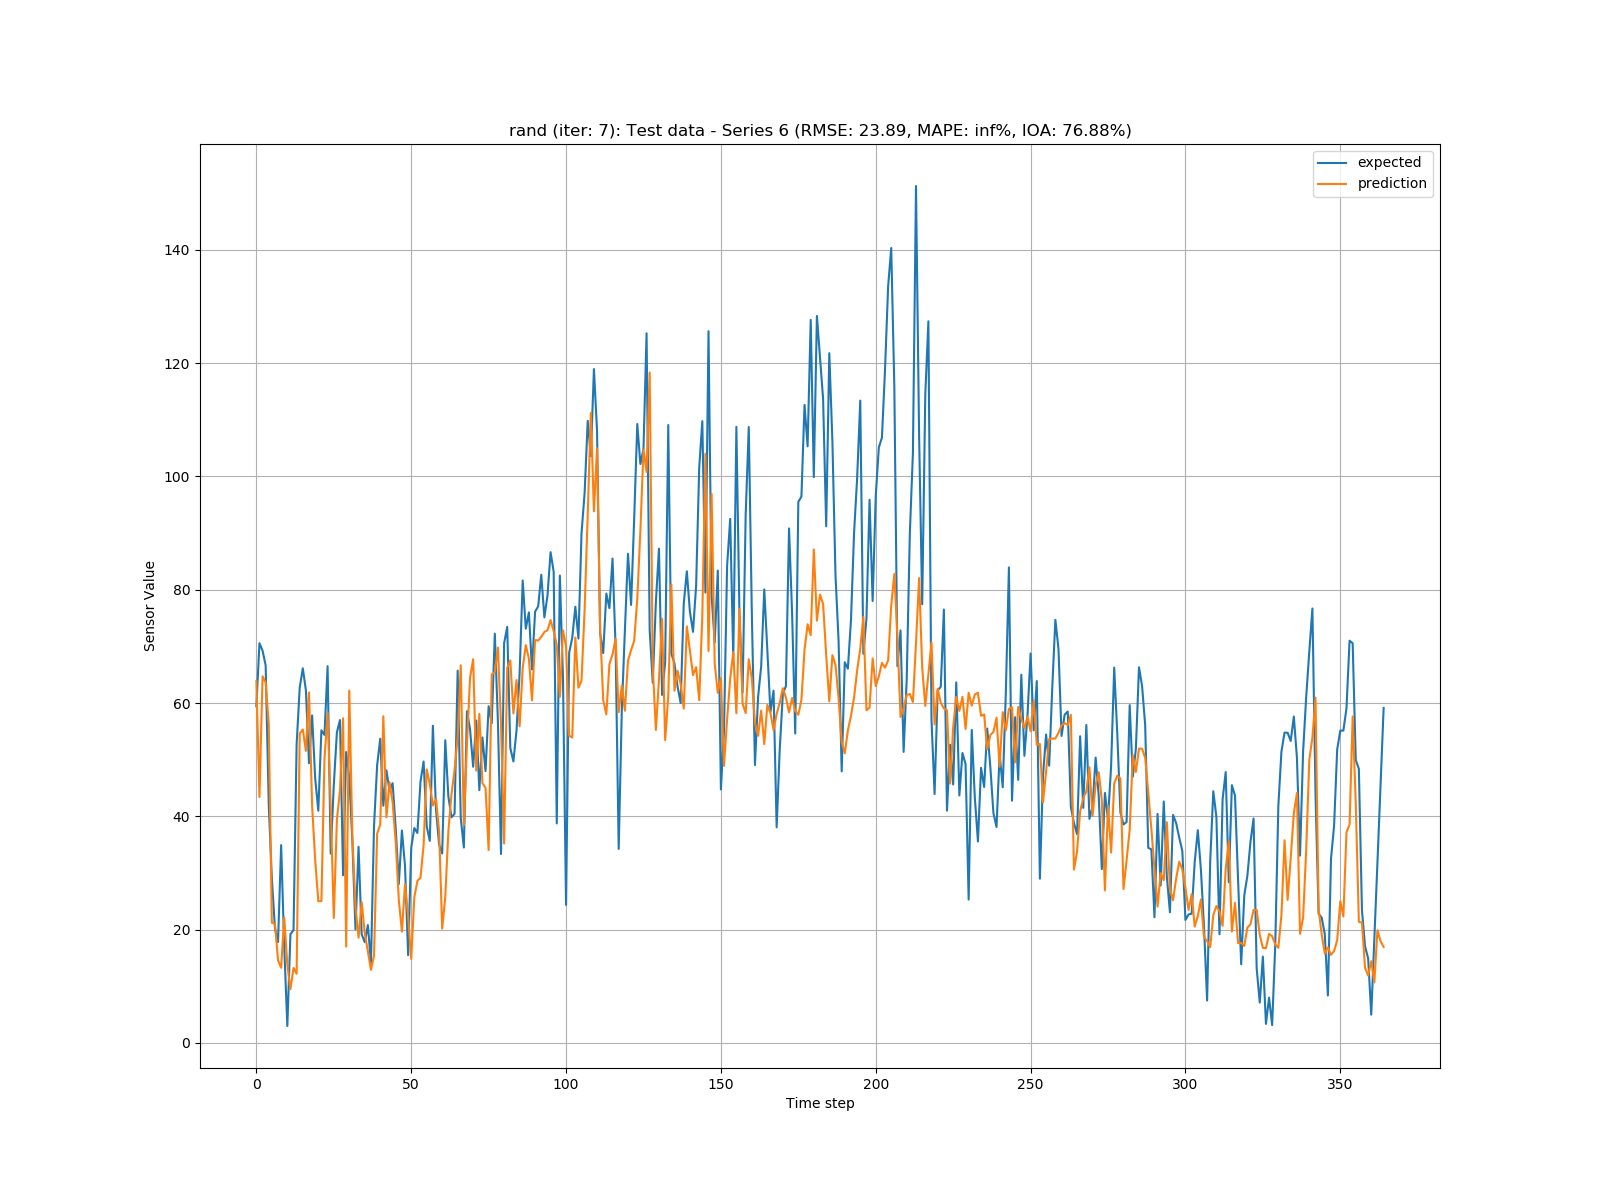 rand (iter: 7): Test data - Series 6 (RMSE: 23.89, MAPE: inf%, IOA: 76.88%)
expected
prediction
140
120
100
80
60
40
20
0
Sensor Value
0 50 100 150 200 250 300 350
Time step